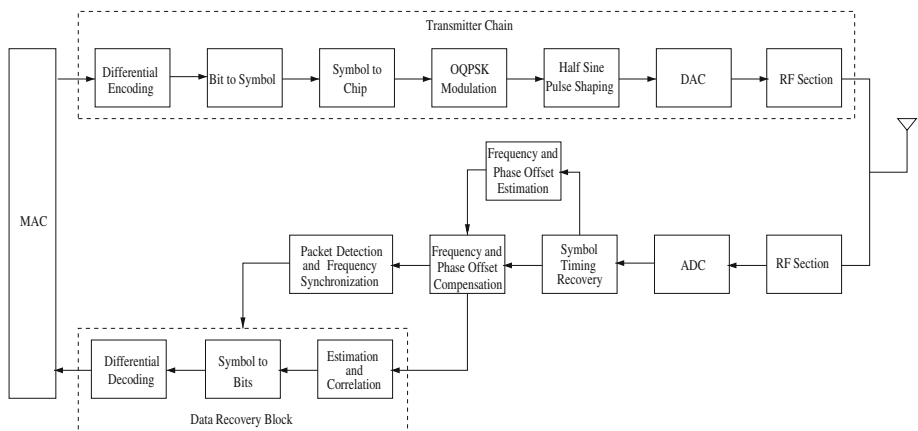 Transmitter Chain
MAC
Differential
Encoding
Bit to Symbol
Symbol to
Chip
OQPSK
Modulation
Half Sine
Pulse Shaping
DAC
RF Section
Frequency and
Phase Offset
Estimation
Packet Detection
and Frequency
Synchronization
Frequency and
Phase Offset
Compensation
Symbol
Timing
Recovery
ADC
RF Section
Differential
Decoding
Symbol to
Bits
Estimation
and
Correlation
Data Recovery Block